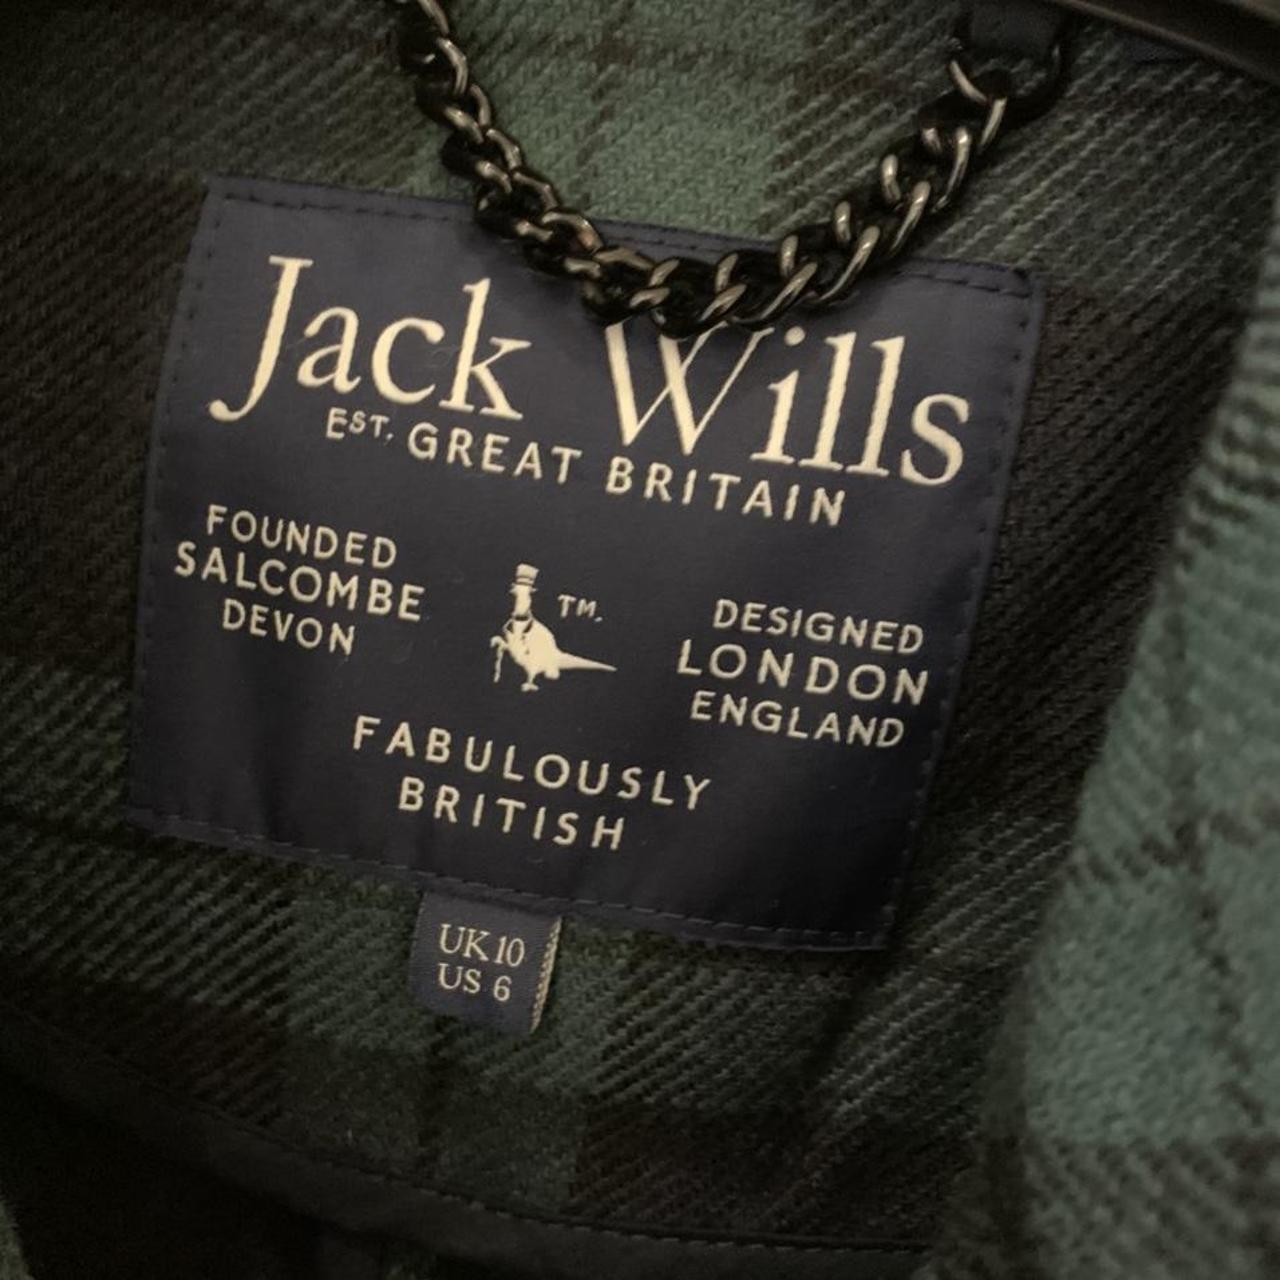 Jack Wills
EST. GREAT BRITAIN
FOUNDED
SALCOMBE
DEVON
TM.
DESIGNED
LONDON
ENGLAND
FABULOUSLY
BRITISH
UK 10
US 6